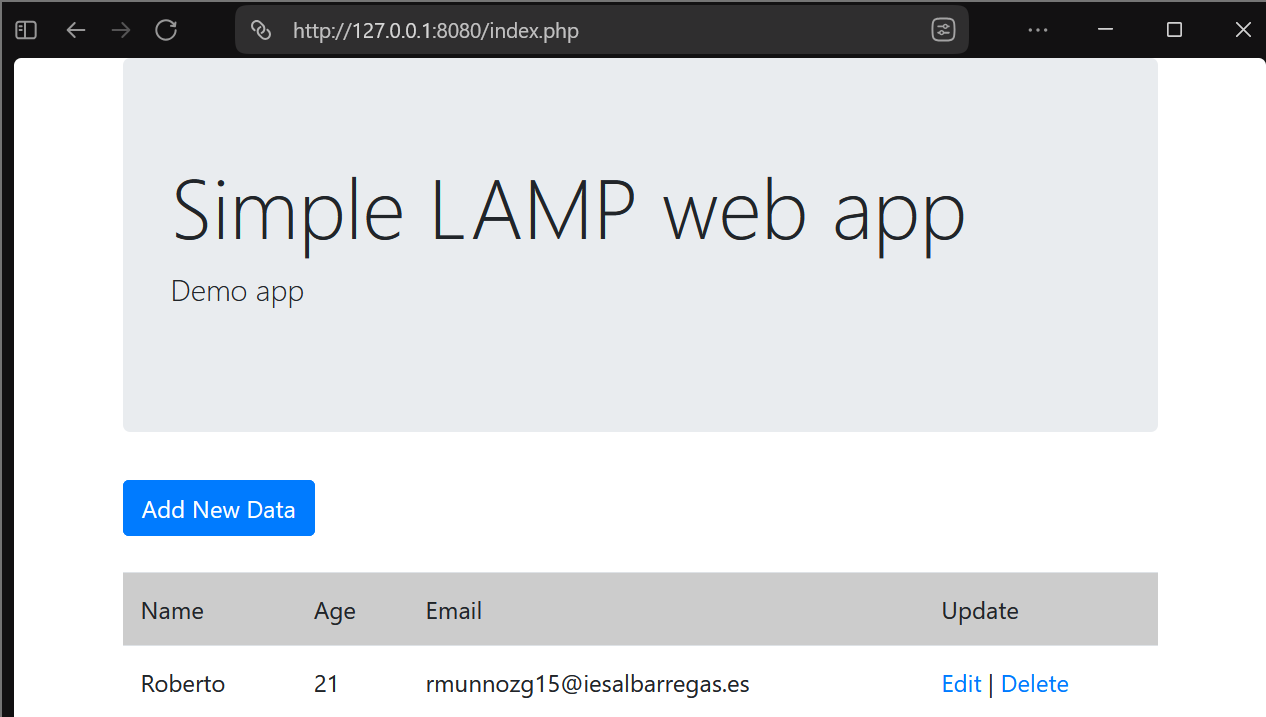 http://127.0.0.1:8080/index.php
Simple LAMP web app
Demo app
Add New Data
Name Age Email Update
Roberto 21 rmunnozg15@iesalbarregas.es Edit | Delete